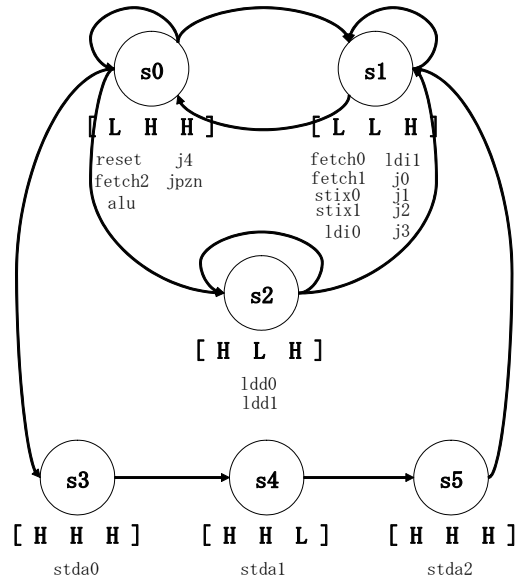 s0 s1
[ L H H ] [ L L H ]
reset j4 fetch0 ldi1
fetch2 jpzn fetch1 j0
alu stix0 j1
stix1 j2
ldi0 j3
s2
[ H L H ]
ldd0
ldd1
s3 s4 s5
[ H H H ] [ H H L ] [ H H H ]
stda0 stda1 stda2